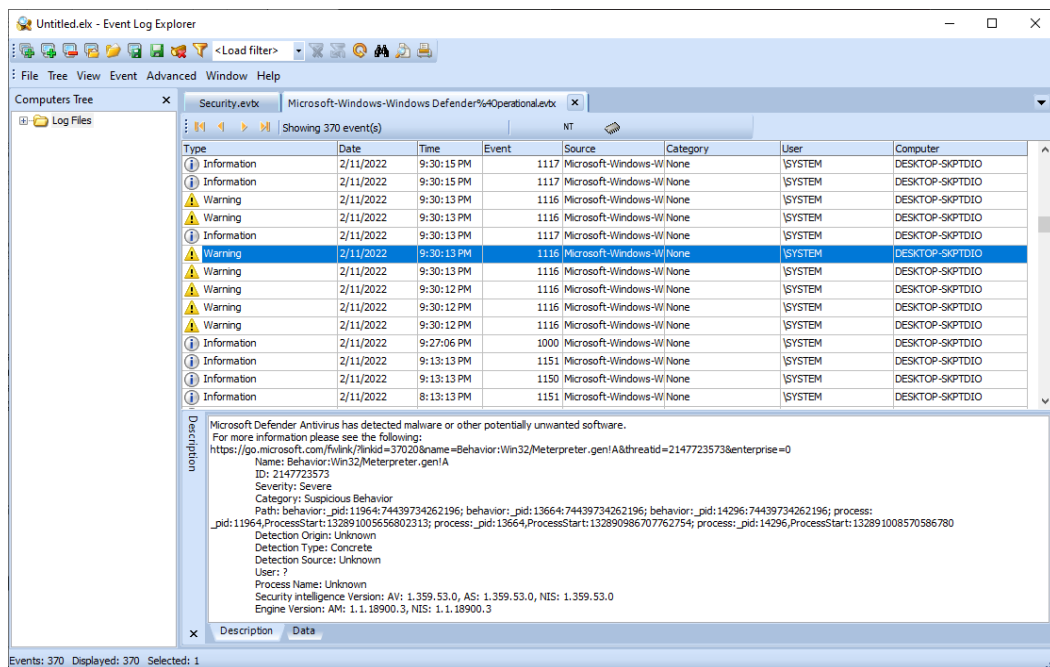 Untitled.elx - Event Log Explorer
<Load filter>
File Tree View Event Advanced Window Help
Computers Tree
Log Files
Security.evtx Microsoft-Windows-Windows Defender%4Operational.evtx
Showing 370 event(s) NT
Type Date Time Event Source Category User Computer
Information 2/11/2022 9:30:15 PM 1117 Microsoft-Windows-W None \SYSTEM DESKTOP-SKPTDIO
Information 2/11/2022 9:30:15 PM 1117 Microsoft-Windows-W None \SYSTEM DESKTOP-SKPTDIO
Warning 2/11/2022 9:30:13 PM 1116 Microsoft-Windows-W None \SYSTEM DESKTOP-SKPTDIO
Warning 2/11/2022 9:30:13 PM 1116 Microsoft-Windows-W None \SYSTEM DESKTOP-SKPTDIO
Information 2/11/2022 9:30:13 PM 1117 Microsoft-Windows-W None \SYSTEM DESKTOP-SKPTDIO
Warning 2/11/2022 9:30:13 PM 1116 Microsoft-Windows-W None \SYSTEM DESKTOP-SKPTDIO
Warning 2/11/2022 9:30:13 PM 1116 Microsoft-Windows-W None \SYSTEM DESKTOP-SKPTDIO
Warning 2/11/2022 9:30:12 PM 1116 Microsoft-Windows-W None \SYSTEM DESKTOP-SKPTDIO
Warning 2/11/2022 9:30:12 PM 1116 Microsoft-Windows-W None \SYSTEM DESKTOP-SKPTDIO
Warning 2/11/2022 9:30:12 PM 1116 Microsoft-Windows-W None \SYSTEM DESKTOP-SKPTDIO
Information 2/11/2022 9:27:06 PM 1000 Microsoft-Windows-W None \SYSTEM DESKTOP-SKPTDIO
Information 2/11/2022 9:13:13 PM 1151 Microsoft-Windows-W None \SYSTEM DESKTOP-SKPTDIO
Information 2/11/2022 9:13:13 PM 1150 Microsoft-Windows-W None \SYSTEM DESKTOP-SKPTDIO
Information 2/11/2022 8:13:13 PM 1151 Microsoft-Windows-W None \SYSTEM DESKTOP-SKPTDIO
Description
Microsoft Defender Antivirus has detected malware or other potentially unwanted software.
For more information please see the following:
https://go.microsoft.com/fwlink/?linkid=37020&name=Behavior:Win32/Meterpreter.gen!A&threatid=2147723573&enterprise=0
Name: Behavior:Win32/Meterpreter.gen!A
ID: 2147723573
Severity: Severe
Category: Suspicious Behavior
Path: behavior:_pid:11964:74439734262196; behavior:_pid:13664:74439734262196; behavior:_pid:14296:74439734262196; process:
_pid:11964,ProcessStart:132891005656802313; process:_pid:13664,ProcessStart:132890986707762754; process:_pid:14296,ProcessStart:132891008570586780
Detection Origin: Unknown
Detection Type: Concrete
Detection Source: Unknown
User: ?
Process Name: Unknown
Security intelligence Version: AV: 1.359.53.0, AS: 1.359.53.0, NIS: 1.359.53.0
Engine Version: AM: 1.1.18900.3, NIS: 1.1.18900.3
Description Data
Events: 370 Displayed: 370 Selected: 1